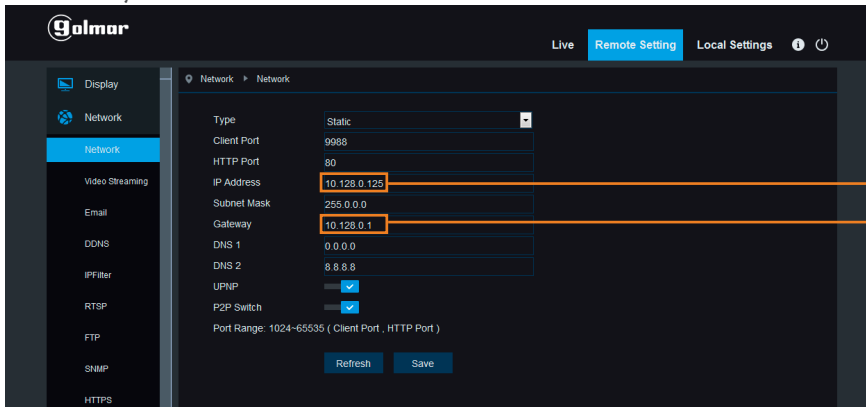 golmar
Live Remote Setting Local Settings
Display
Network
Network
Video Streaming
Email
DDNS
IPFilter
RTSP
FTP
SNMP
HTTPS
Network Network
Type Static
Client Port 9988
HTTP Port 80
IP Address 10.128.0.125
Subnet Mask 255.0.0.0
Gateway 10.128.0.1
DNS 1 0.0.0.0
DNS 2 8.8.8.8
UPNP
P2P Switch
Port Range: 1024~65535 ( Client Port , HTTP Port )
Refresh Save